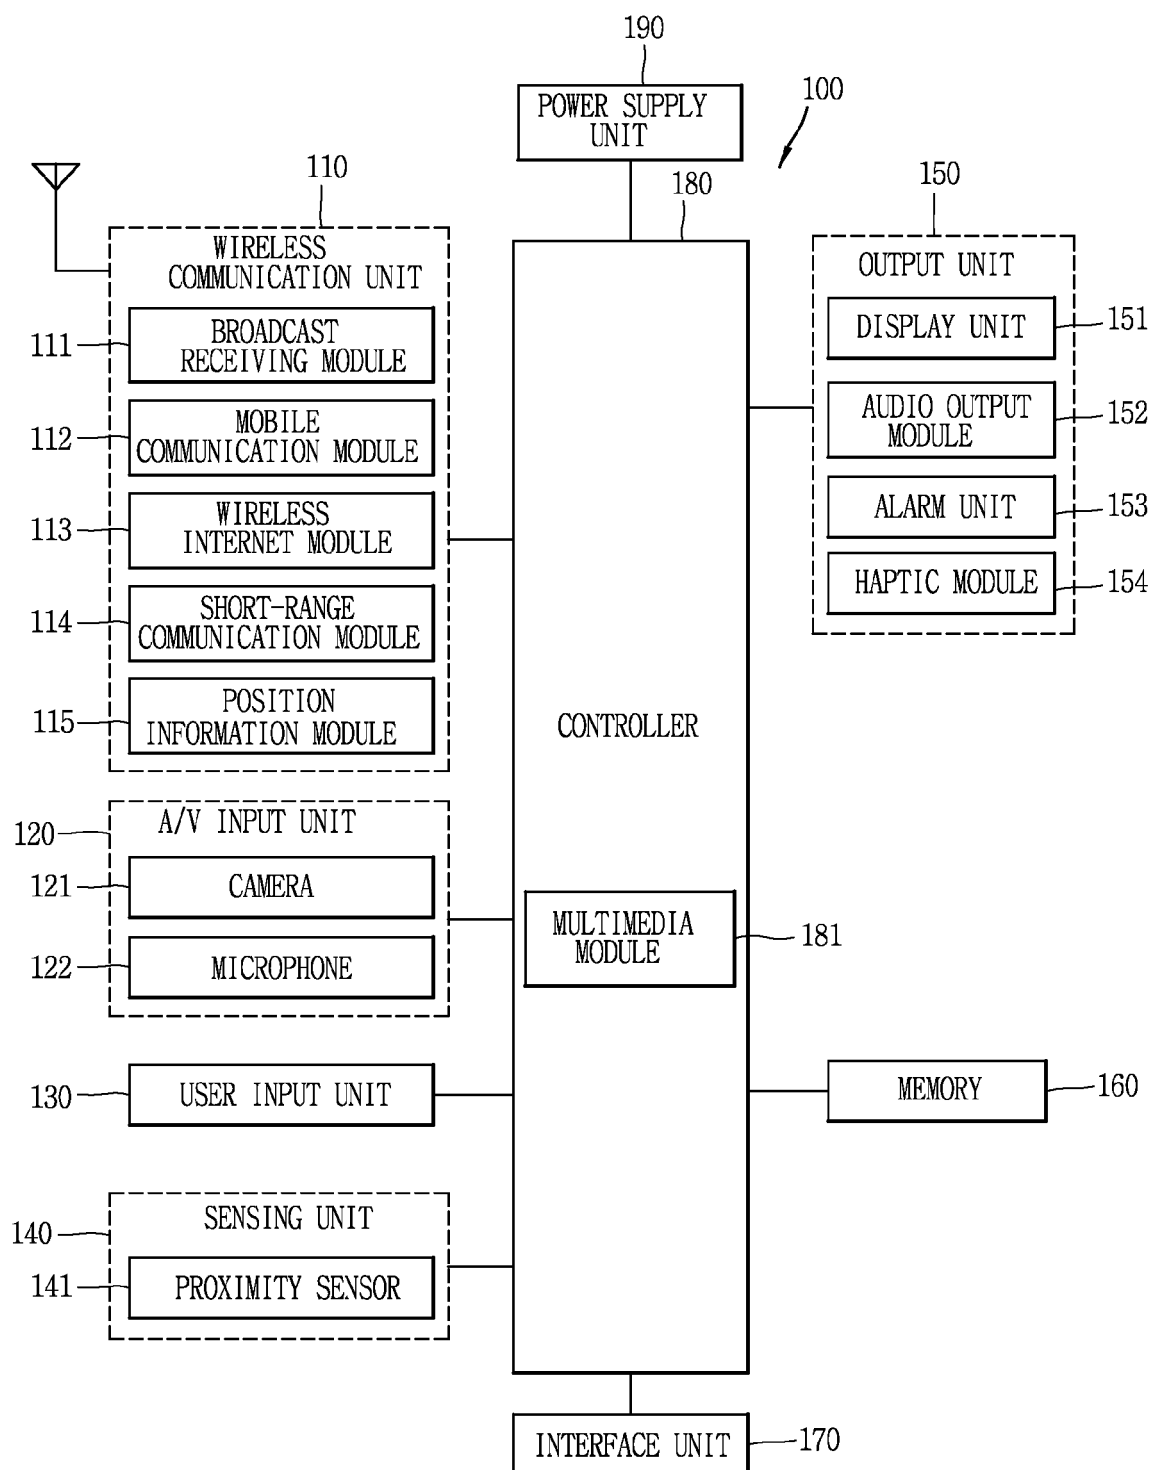 190
POWER SUPPLY
UNIT
100
180
110
WIRELESS
COMMUNICATION UNIT
111
BROADCAST
RECEIVING MODULE
112
MOBILE
COMMUNICATION MODULE
113
WIRELESS
INTERNET MODULE
114
SHORT-RANGE
COMMUNICATION MODULE
115
POSITION
INFORMATION MODULE
120
A/V INPUT UNIT
121
CAMERA
122
MICROPHONE
130
USER INPUT UNIT
140
SENSING UNIT
141
PROXIMITY SENSOR
CONTROLLER
MULTIMEDIA
MODULE
181
150
OUTPUT UNIT
DISPLAY UNIT
151
AUDIO OUTPUT
MODULE
152
ALARM UNIT
153
HAPTIC MODULE
154
MEMORY
160
INTERFACE UNIT
170